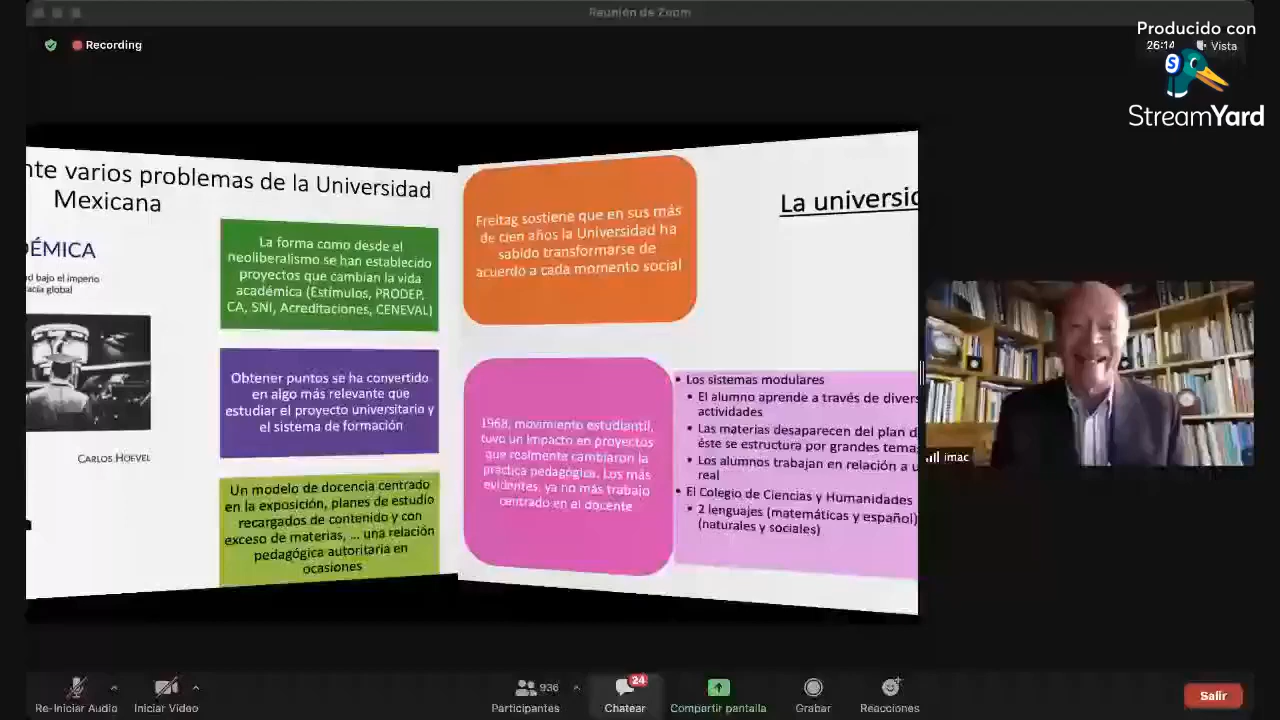 Reunión de Zoom
Recording
Producido con
26:14
Vista
StreamYard
nte varios problemas de la Universidad
Mexicana
DÉMICA
d bajo el imperio
acia global
CARLOS HOEVEL
La forma como desde el
neoliberalismo se han establecido
proyectos que cambian la vida
académica (Estímulos, PRODEP,
CA, SNI, Acreditaciones, CENEVAL)
Obtener puntos se ha convertido
en algo más relevante que
estudiar el proyecto universitario y
el sistema de formación
Un modelo de docencia centrado
en la exposición, planes de estudio
recargados de contenido y con
exceso de materias, ... una relación
pedagógica autoritaria en
ocasiones
Freitag sostiene que en sus más
de cien años la Universidad ha
sabido transformarse de
acuerdo a cada momento social
La universid
1968, movimiento estudiantil,
tuvo un impacto en proyectos
que realmente cambiaron la
práctica pedagógica. Los más
evidentes, ya no más trabajo
centrado en el docente
• Los sistemas modulares
• El alumno aprende a través de divers
actividades
• Las materias desaparecen del plan d
éste se estructura por grandes tema
• Los alumnos trabajan en relación a u
real
• El Colegio de Ciencias y Humanidades
• 2 lenguajes (matemáticas y español)
(naturales y sociales)
imac
Re-Iniciar Audio
Iniciar Video
936
Participantes
24
Chatear
Compartir pantalla
Grabar
Reacciones
Salir